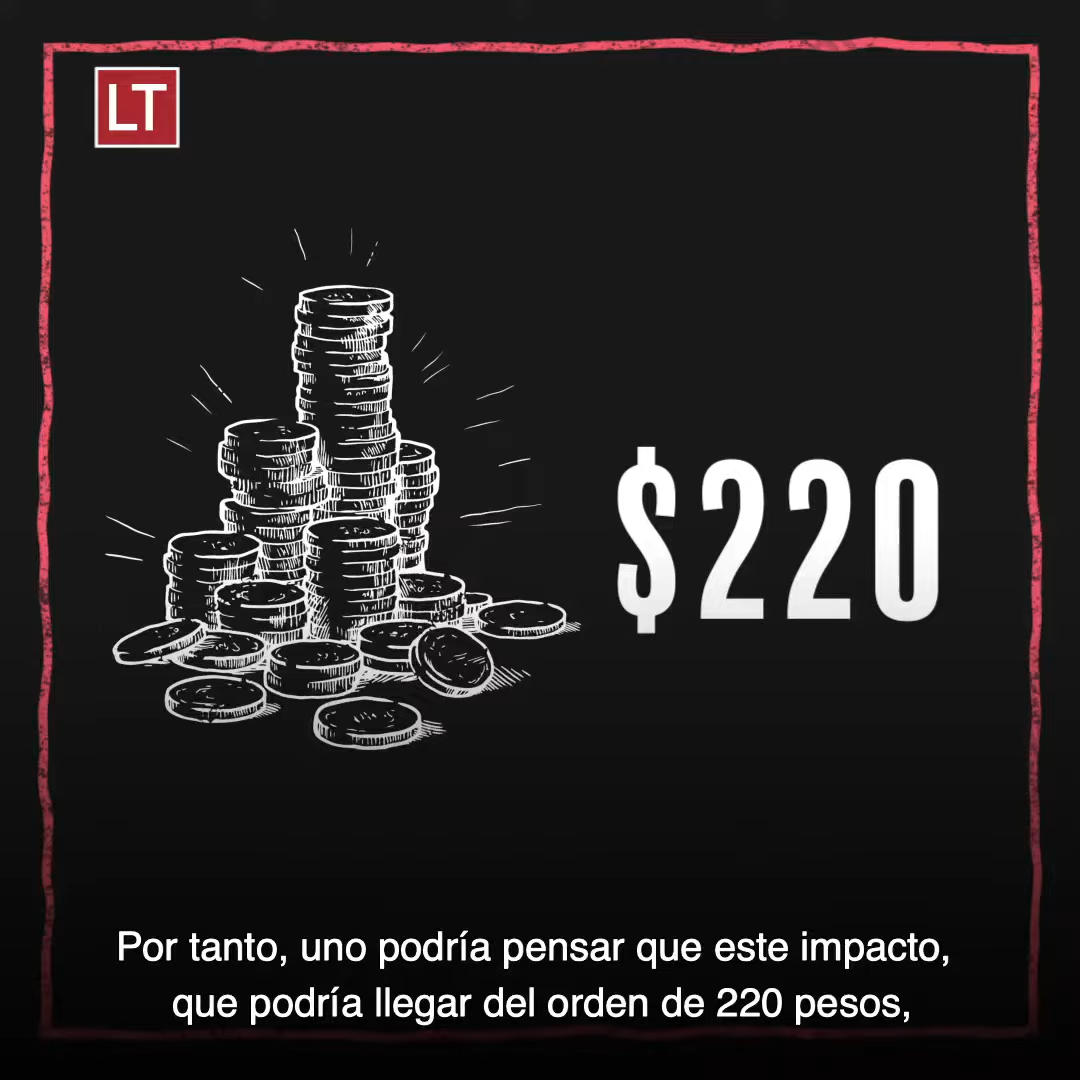 LT
$220
Por tanto, uno podría pensar que este impacto,
que podría llegar del orden de 220 pesos,